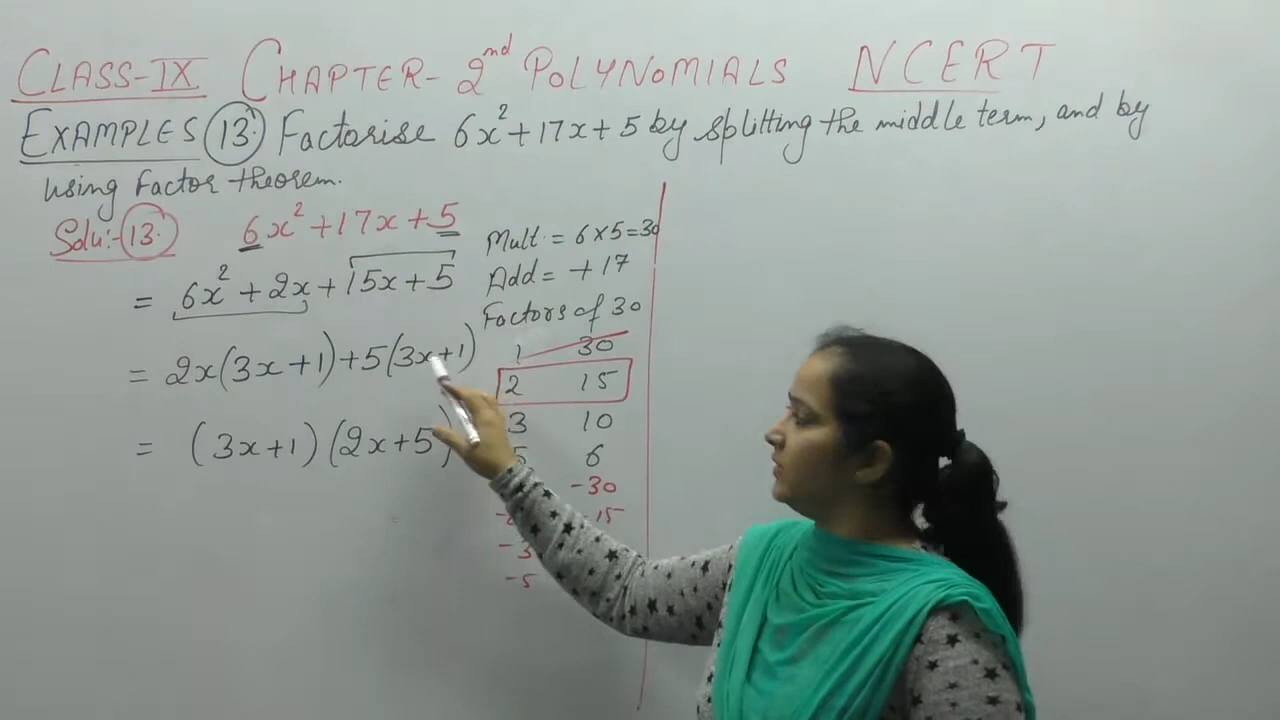 CLASS-IX CHAPTER- 2nd POLYNOMIALS NCERT
EXAMPLES 13. Factorise 6x² + 17x + 5 by splitting the middle term, and by
using Factor theorem.
Solu:- 13. 6x² + 17x + 5
= 6x² + 2x + 15x + 5
= 2x(3x + 1) + 5(3x+1)
= (3x+1) (2x+5)
Mult. = 6 × 5 = 30
Add = + 17
Factors of 30
1 30
2 15
3 10
5 6
-30
-15
-3
-5